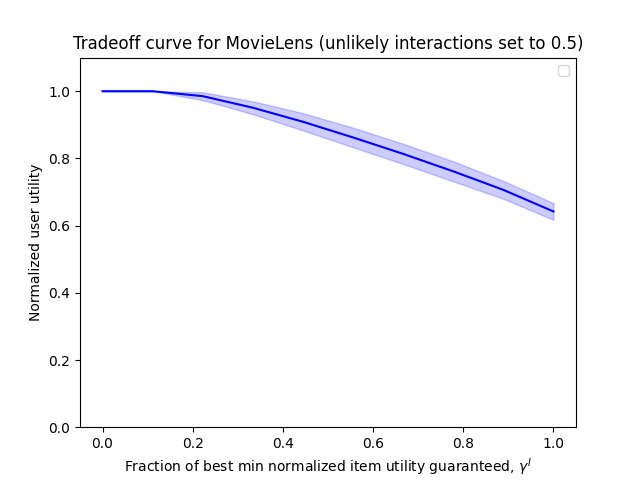 Tradeoff curve for MovieLens (unlikely interactions set to 0.5)
1.0
0.8
0.6
0.4
0.2
0.0
Normalized user utility
0.0 0.2 0.4 0.6 0.8 1.0
Fraction of best min normalized item utility guaranteed, γ^I